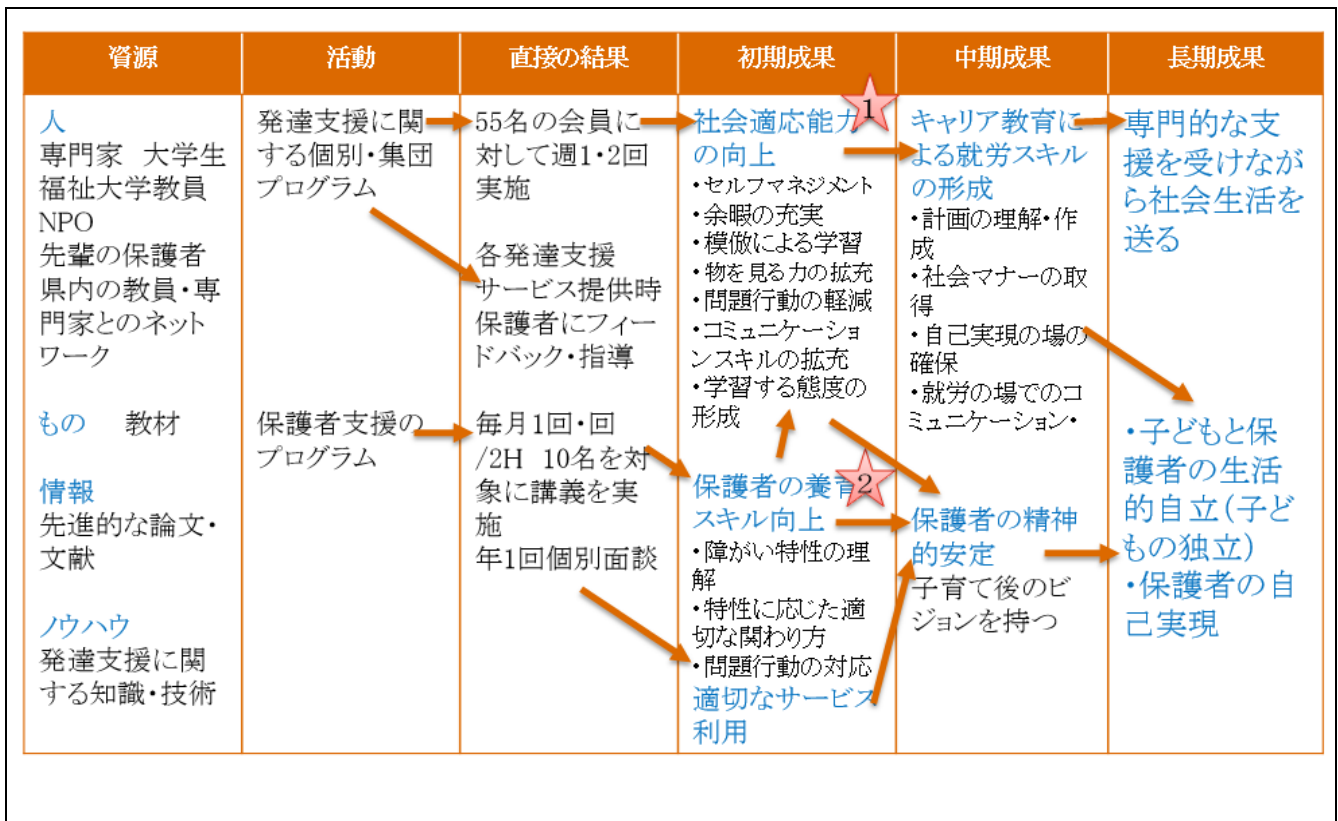 資源
活動
直接の結果
初期成果
中期成果
長期成果
人
専門家 大学生
福祉大学教員
NPO
先輩の保護者
県内の教員・専
門家とのネット
ワーク
もの 教材
情報
先進的な論文・
文献
ノウハウ
発達支援に関
する知識・技術
発達支援に関
する個別・集団
プログラム
保護者支援の
プログラム
55名の会員に
対して週1・2回
実施
各発達支援
サービス提供時
保護者にフィー
ドバック・指導
毎月1回・回
/2H 10名を対
象に講義を実
施
年1回個別面談
社会適応能力
の向上
1
・セルフマネジメント
・余暇の充実
・模倣による学習
・物を見る力の拡充
・問題行動の軽減
・コミュニケーショ
ンスキルの拡充
・学習する態度の
形成
保護者の養育
スキル向上
2
・障がい特性の理
解
・特性に応じた適
切な関わり方
・問題行動の対応
適切なサービス
利用
キャリア教育に
よる就労スキル
の形成
・計画の理解・作
成
・社会マナーの取
得
・自己実現の場の
確保
・就労の場でのコ
ミュニケーション・
保護者の精神
的安定
子育て後のビ
ジョンを持つ
専門的な支
援を受けなが
ら社会生活を
送る
・子どもと保
護者の生活
的自立(子ど
もの独立)
・保護者の自
己実現